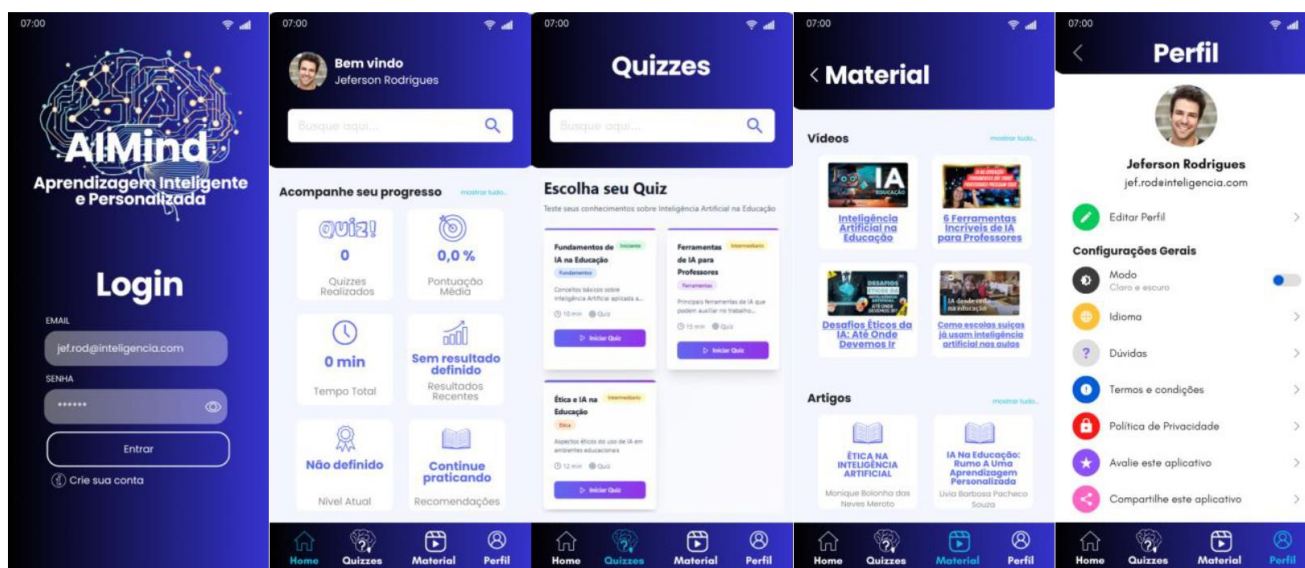 07:00
AIMind
Aprendizagem Inteligente
e Personalizada
Login
EMAIL
jef.rod@inteligencia.com
SENHA
******
Entrar
Crie sua conta
07:00
Bem vindo
Jeferson Rodrigues
Busque aqui...
Acompanhe seu progresso
mostrar tudo..
QUIZ!
0
Quizzes
Realizados
0,0 %
Pontuação
Média
0 min
Tempo Total
Sem resultado
definido
Resultados
Recentes
Não definido
Nível Atual
Continue
praticando
Recomendações
Home
Quizzes
Material
Perfil
07:00
Quizzes
Busque aqui...
Escolha seu Quiz
Teste seus conhecimentos sobre Inteligência Artificial na Educação
Fundamentos de
IA na Educação
Iniciante
Fundamentos
Conceitos básicos sobre
Inteligência Artificial aplicada a...
10 min
Quiz
Iniciar Quiz
Ferramentas
de IA para
Professores
Intermediário
Ferramentas
Principais ferramentas de IA que
podem auxiliar no trabalho...
15 min
Quiz
Iniciar Quiz
Ética e IA na
Educação
Intermediário
Ética
Aspectos éticos do uso de IA em
ambientes educacionais
12 min
Quiz
Iniciar Quiz
Home
Quizzes
Material
Perfil
07:00
< Material
Vídeos
mostrar tudo..
IA
EDUCAÇÃO
Inteligência
Artificial na
Educação
6 Ferramentas
Incríveis de IA
para Professores
DESAFIOS
ÉTICOS DA
Desafios Éticos da
IA: Até Onde
Devemos Ir
IA desde cedo
na educação
Como escolas suíças
já usam inteligência
artificial nas aulas
Artigos
mostrar tudo..
ÉTICA NA
INTELIGÊNCIA
ARTIFICIAL
Monique Bolonha das
Neves Meroto
IA Na Educação:
Rumo A Uma
Aprendizagem
Personalizada
Livia Barbosa Pacheco
Souza
Home
Quizzes
Material
Perfil
07:00
Perfil
Jeferson Rodrigues
jef.rod@inteligencia.com
Editar Perfil
Configurações Gerais
Modo
Claro e escuro
Idioma
Dúvidas
Termos e condições
Política de Privacidade
Avalie este aplicativo
Compartilhe este aplicativo
Home
Quizzes
Material
Perfil